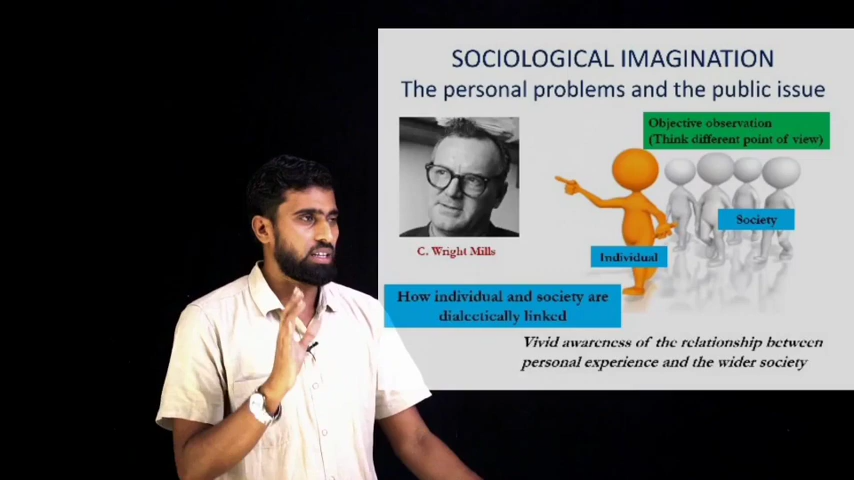 SOCIOLOGICAL IMAGINATION
The personal problems and the public issue
Objective observation
(Think different point of view)
Society
C. Wright Mills
Individual
How individual and society are
dialectically linked
Vivid awareness of the relationship between
personal experience and the wider society